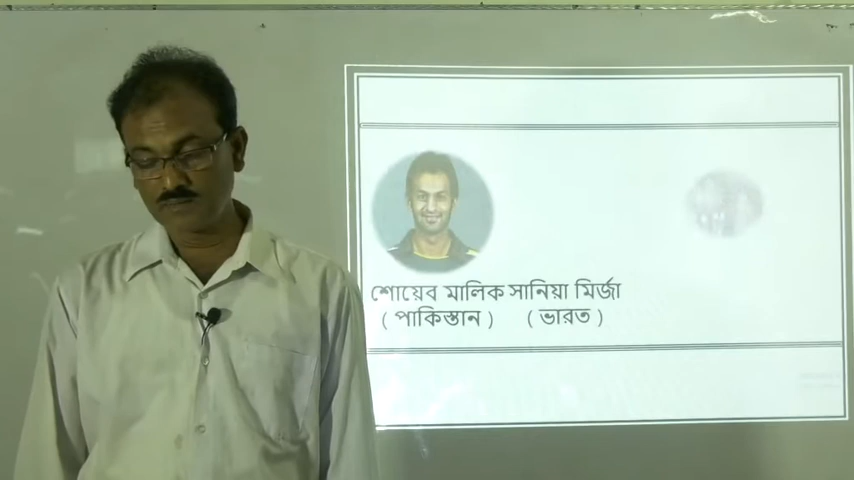 শোয়েব মালিক সানিয়া মির্জা
( পাকিস্তান ) ( ভারত )